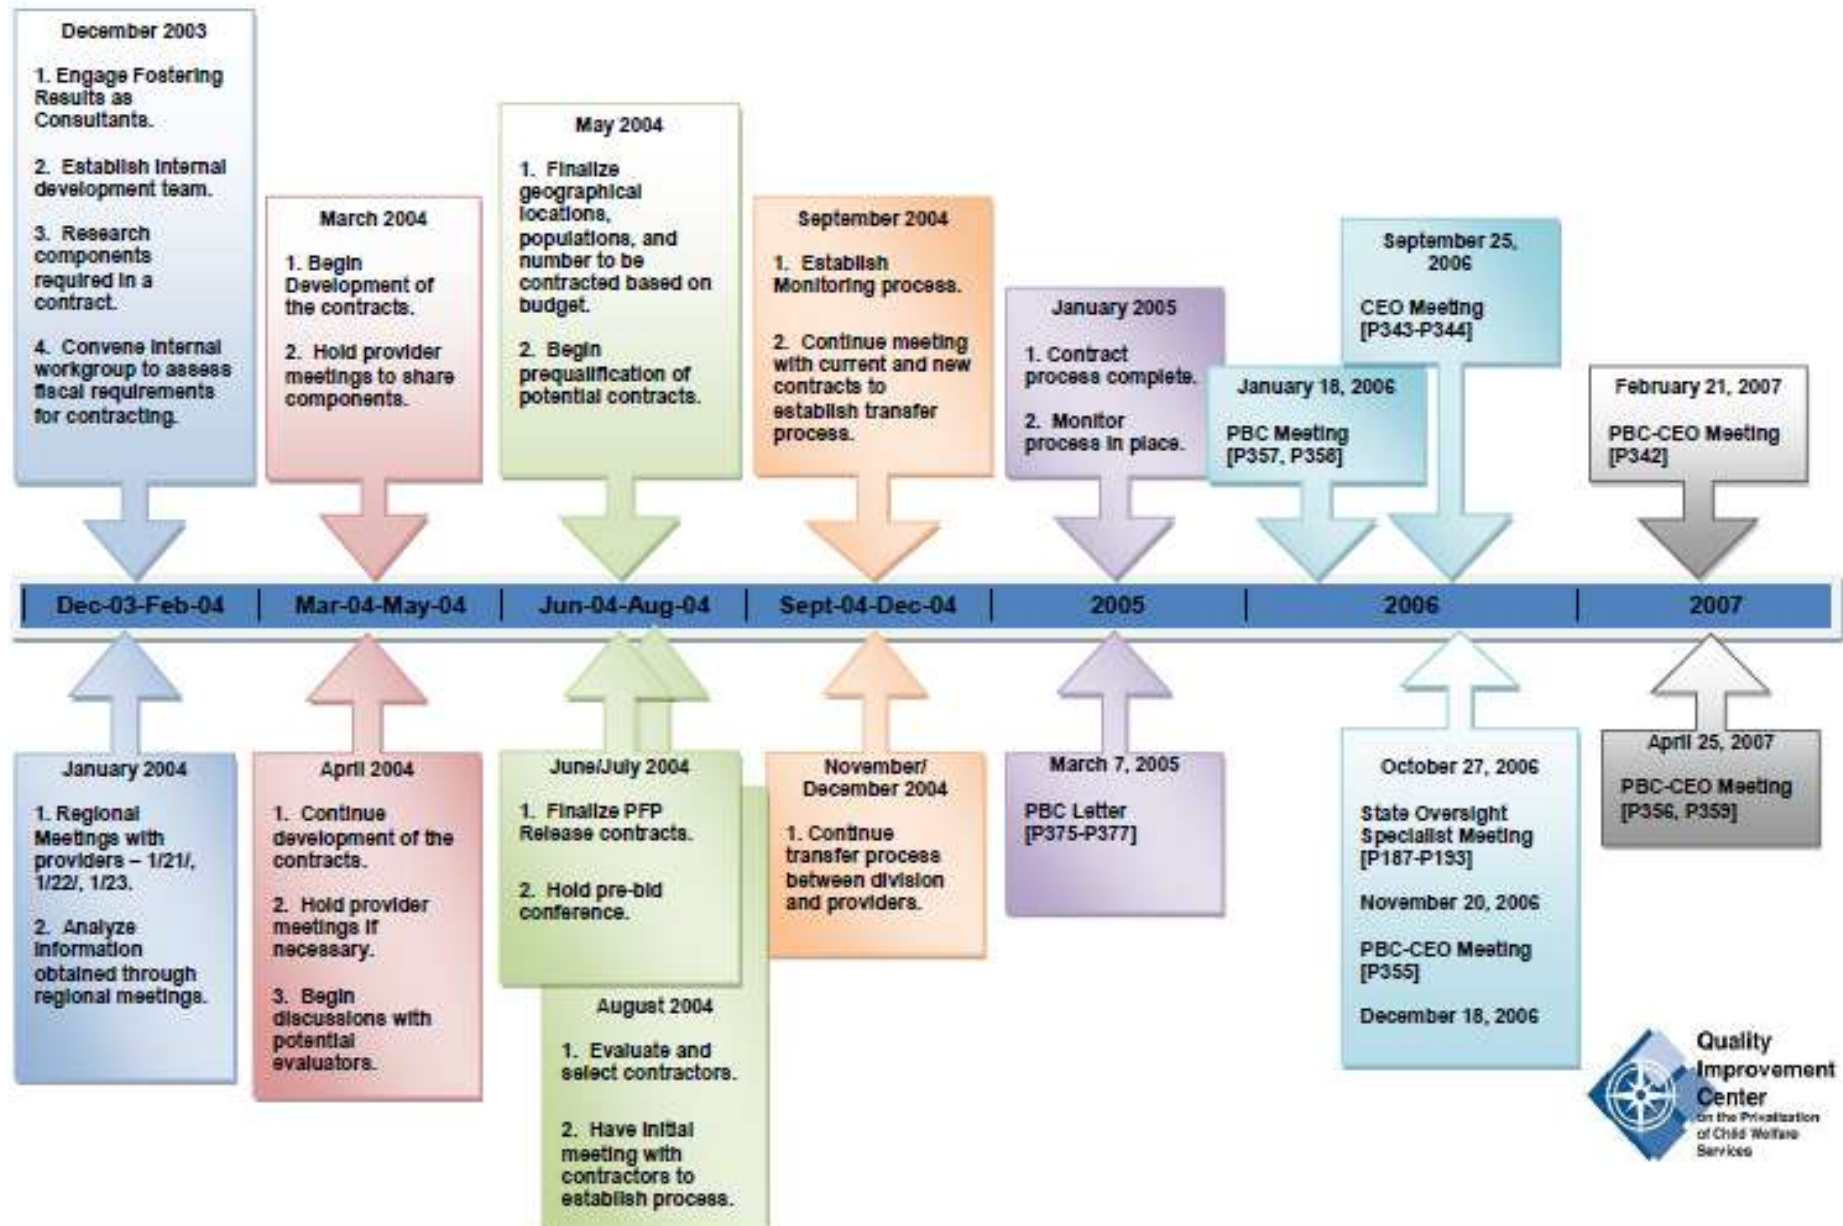 December 2003
1. Engage Fostering
Results as
Consultants.
2. Establish internal
development team.
3. Research
components
required in a
contract.
4. Convene internal
workgroup to assess
fiscal requirements
for contracting.
March 2004
1. Begin
Development of
the contracts.
2. Hold provider
meetings to share
components.
May 2004
1. Finalize
geographical
locations,
populations, and
number to be
contracted based on
budget.
2. Begin
prequalification of
potential contracts.
September 2004
1. Establish
Monitoring process.
2. Continue meeting
with current and new
contracts to
establish transfer
process.
January 2005
1. Contract
process complete.
2. Monitor
process in place.
January 18, 2006
PBC Meeting
[P357, P358]
September 25,
2006
CEO Meeting
[P343-P344]
February 21, 2007
PBC-CEO Meeting
[P342]
Dec-03-Feb-04
Mar-04-May-04
Jun-04-Aug-04
Sept-04-Dec-04
2005
2006
2007
January 2004
1. Regional
Meetings with
providers – 1/21/,
1/22/, 1/23.
2. Analyze
information
obtained through
regional meetings.
April 2004
1. Continue
development of the
contracts.
2. Hold provider
meetings if
necessary.
3. Begin
discussions with
potential
evaluators.
June/July 2004
1. Finalize PFP
Release contracts.
2. Hold pre-bid
conference.
August 2004
1. Evaluate and
select contractors.
2. Have initial
meeting with
contractors to
establish process.
November/
December 2004
1. Continue
transfer process
between division
and providers.
March 7, 2005
PBC Letter
[P375-P377]
October 27, 2006
State Oversight
Specialist Meeting
[P187-P193]
November 20, 2006
PBC-CEO Meeting
[P355]
December 18, 2006
April 25, 2007
PBC-CEO Meeting
[P356, P359]
Quality
Improvement
Center
on the Privatization
of Child Welfare
Services